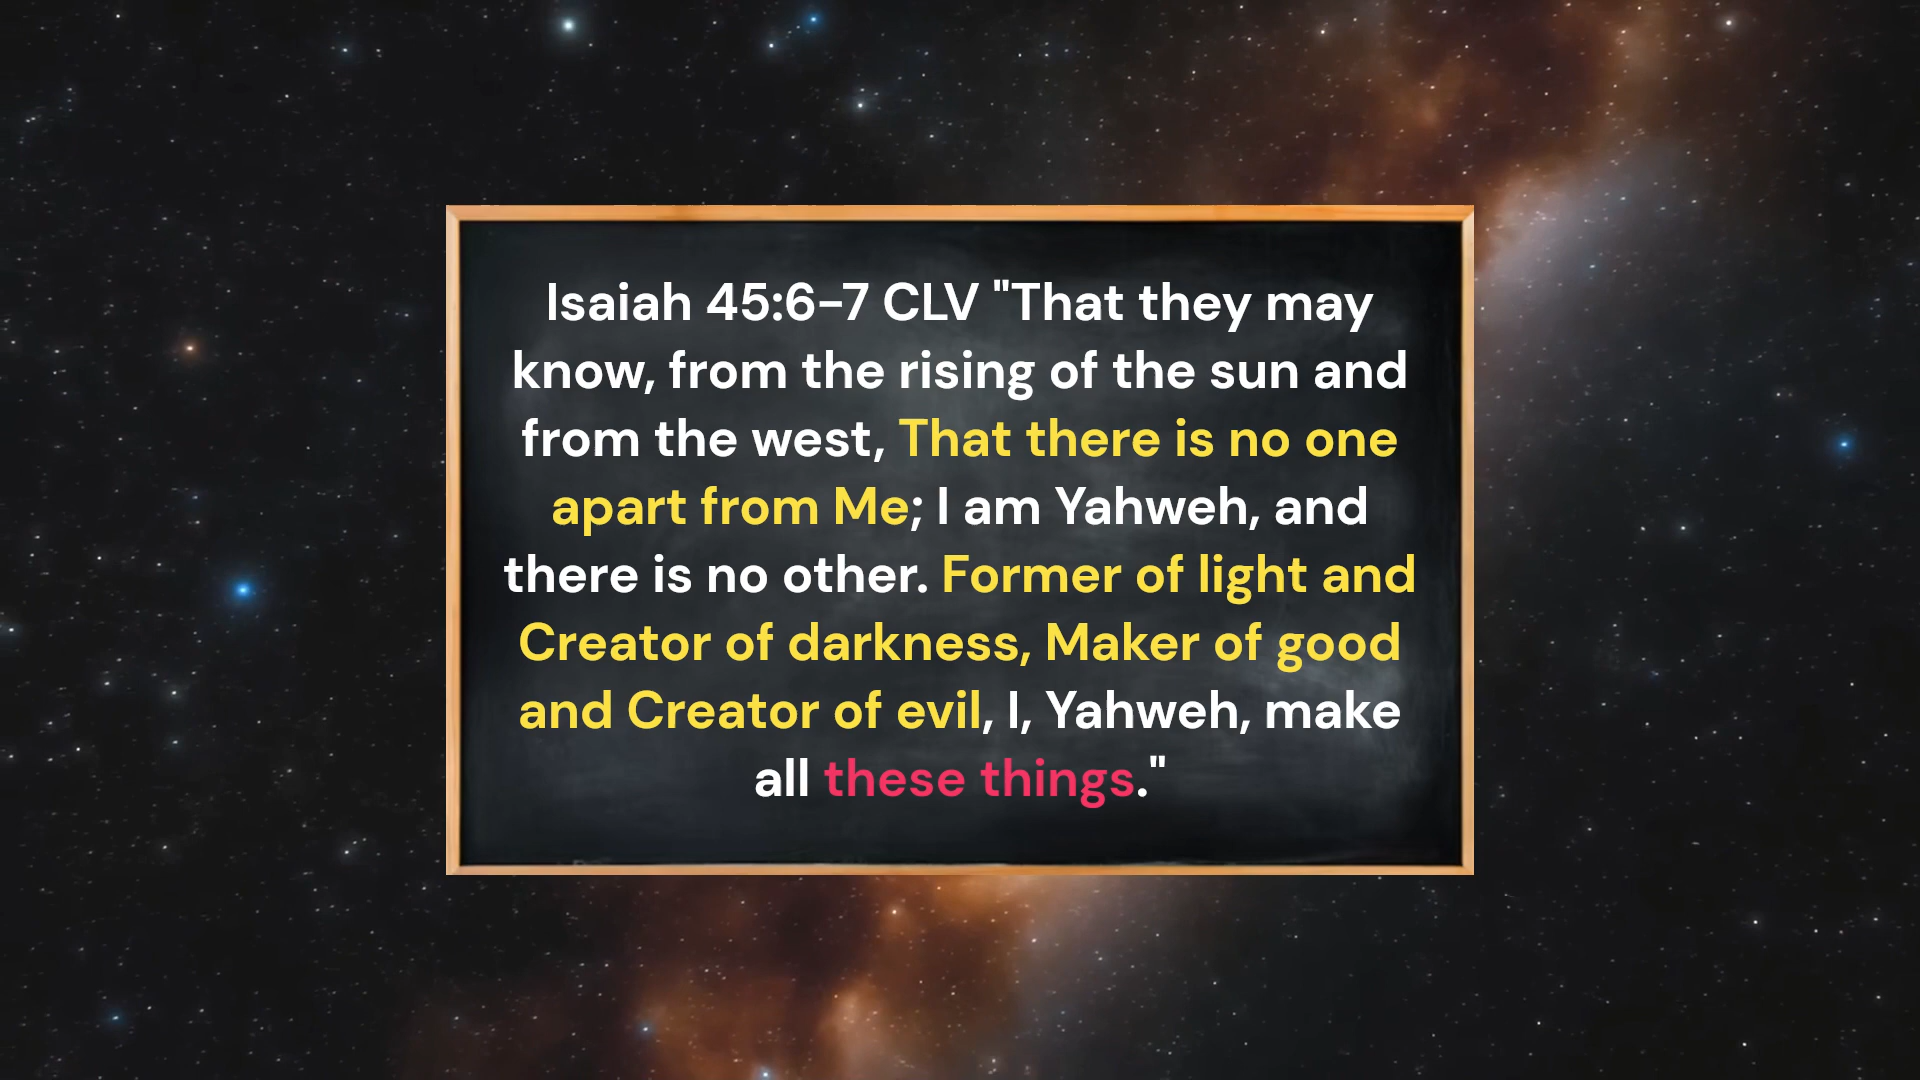 Isaiah 45:6-7 CLV "That they may
know, from the rising of the sun and
from the west, That there is no one
apart from Me; I am Yahweh, and
there is no other. Former of light and
Creator of darkness, Maker of good
and Creator of evil, I, Yahweh, make
all these things."